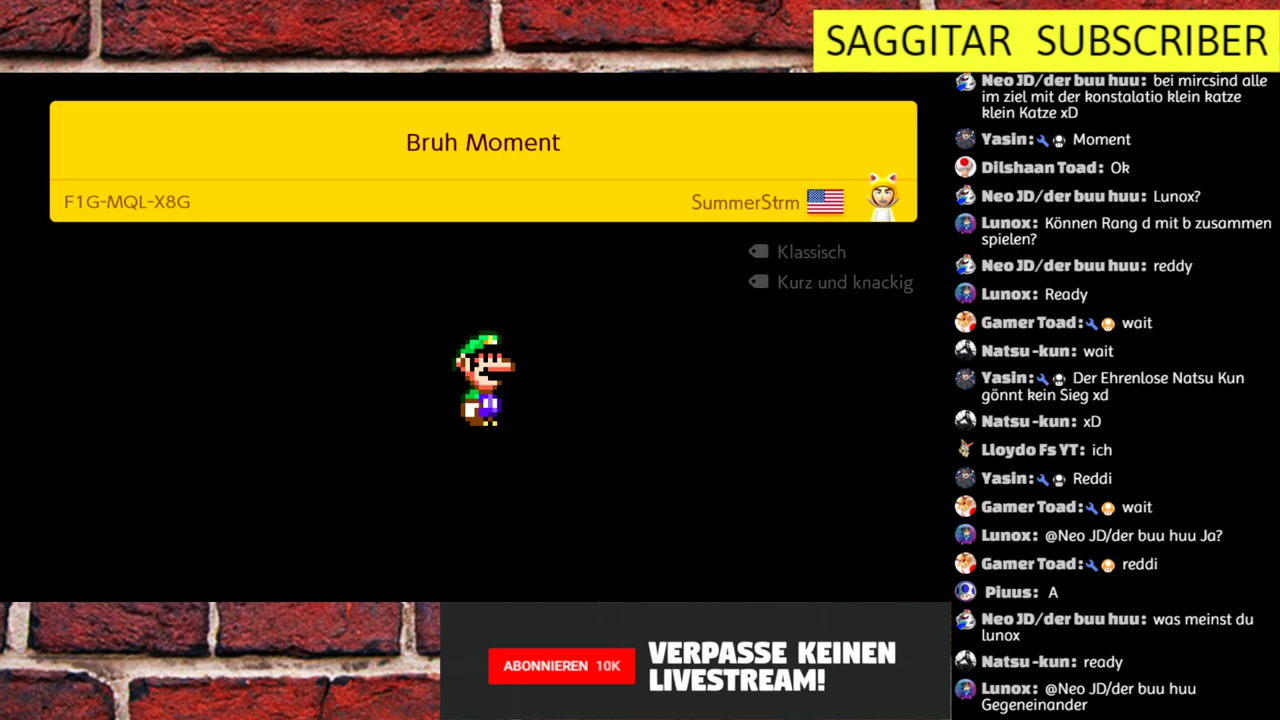 SAGGITAR SUBSCRIBER
Bruh Moment
F1G-MQL-X8G
SummerStrm
Klassisch
Kurz und knackig
Neo JD/der buu huu: bei mircsind alle
im ziel mit der konstalatio klein katze
klein Katze xD
Yasin: Moment
Dilshaan Toad: Ok
Neo JD/der buu huu: Lunox?
Lunox: Können Rang d mit b zusammen
spielen?
Neo JD/der buu huu: reddy
Lunox: Ready
Gamer Toad: wait
Natsu-kun: wait
Yasin: Der Ehrenlose Natsu Kun
gönnt kein Sieg xd
Natsu-kun: xD
Lloydo Fs YT: ich
Yasin: Reddi
Gamer Toad: wait
Lunox: @Neo JD/der buu huu Ja?
Gamer Toad: reddi
Piuus: A
Neo JD/der buu huu: was meinst du
lunox
Natsu-kun: ready
Lunox: @Neo JD/der buu huu
Gegeneinander
ABONNIEREN 10K
VERPASSE KEINEN
LIVESTREAM!